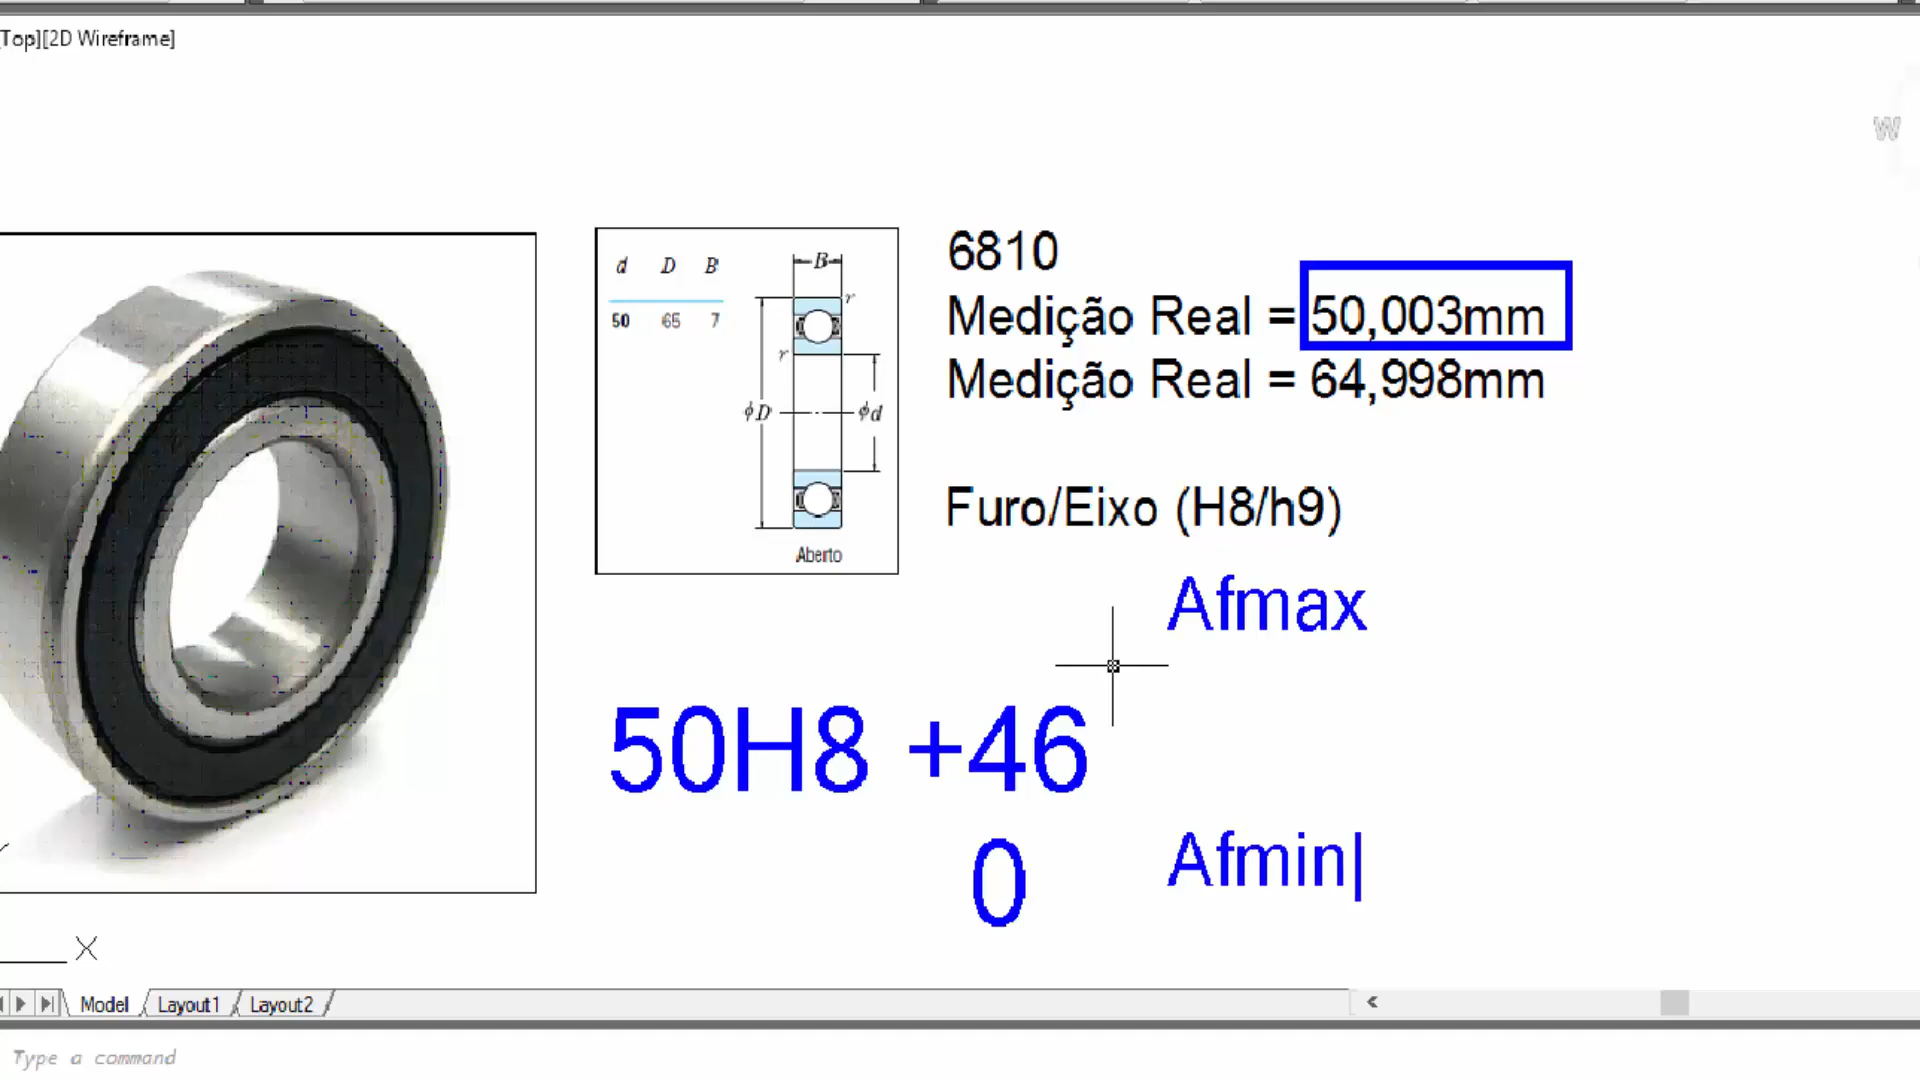 [Top][2D Wireframe]
W
d D B
50 65 7
B
r
r
ϕD
ϕd
Aberto
6810
Medição Real = 50,003mm
Medição Real = 64,998mm
Furo/Eixo (H8/h9)
Afmax
50H8 +46
0
Afmin
X
Model Layout1 Layout2
Type a command